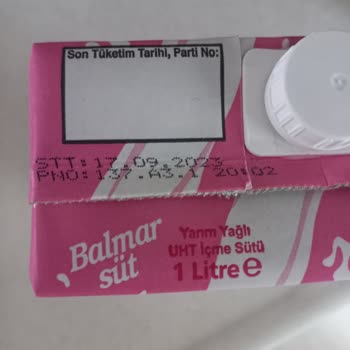 Son Tüketim Tarihi, Parti No:
STT:17.09.2023
PNO:137.A3.1 20:02
Balmar
süt
Yarım Yağlı
UHT İçme Sütü
1 Litre e